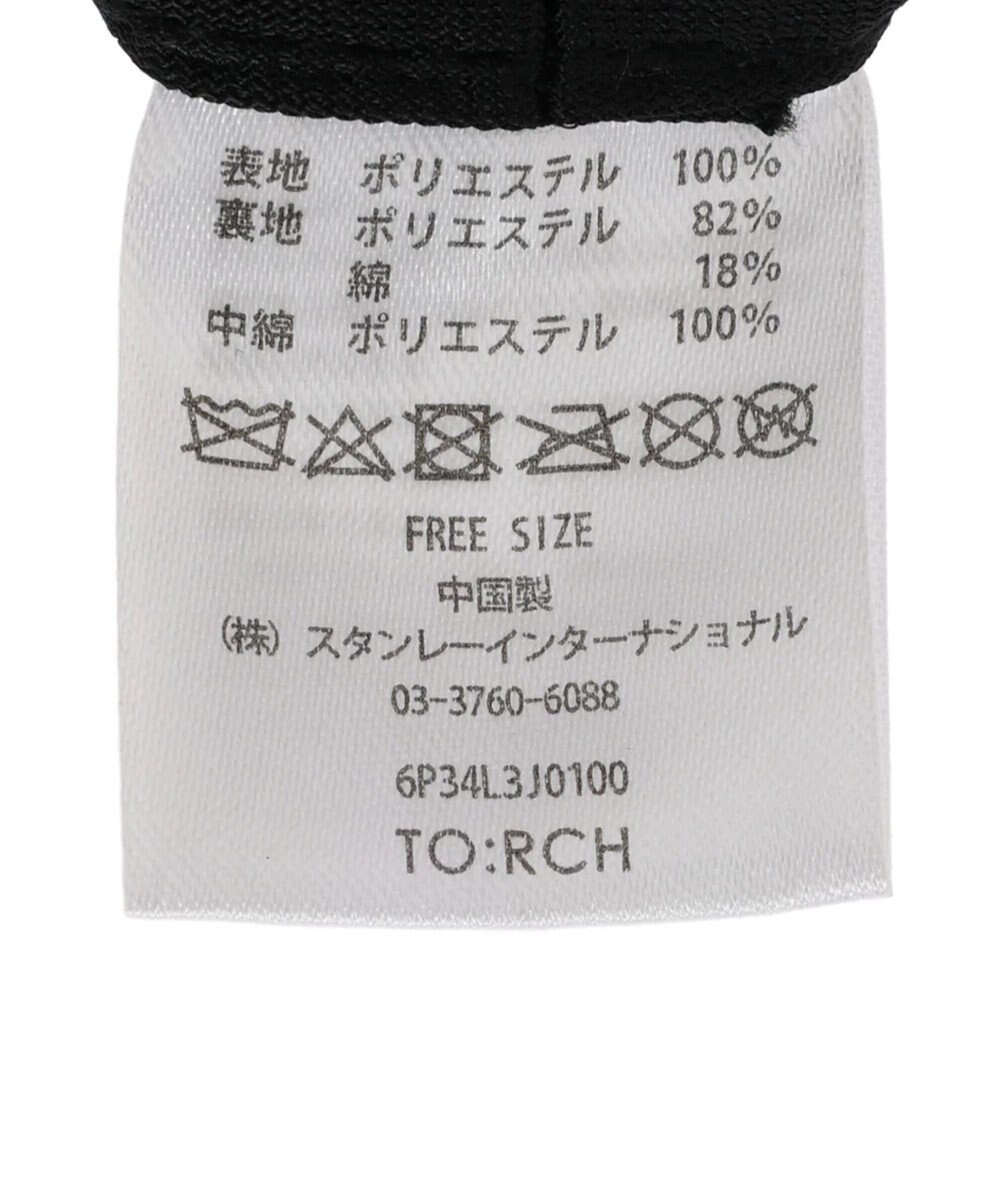 表地 ポリエステル 100%
裏地 ポリエステル 82%
綿 18%
中綿 ポリエステル 100%
W
FREE SIZE
中国製
(株) スタンレーインターナショナル
03-3760-6088
6P34L3J0100
TO:RCH